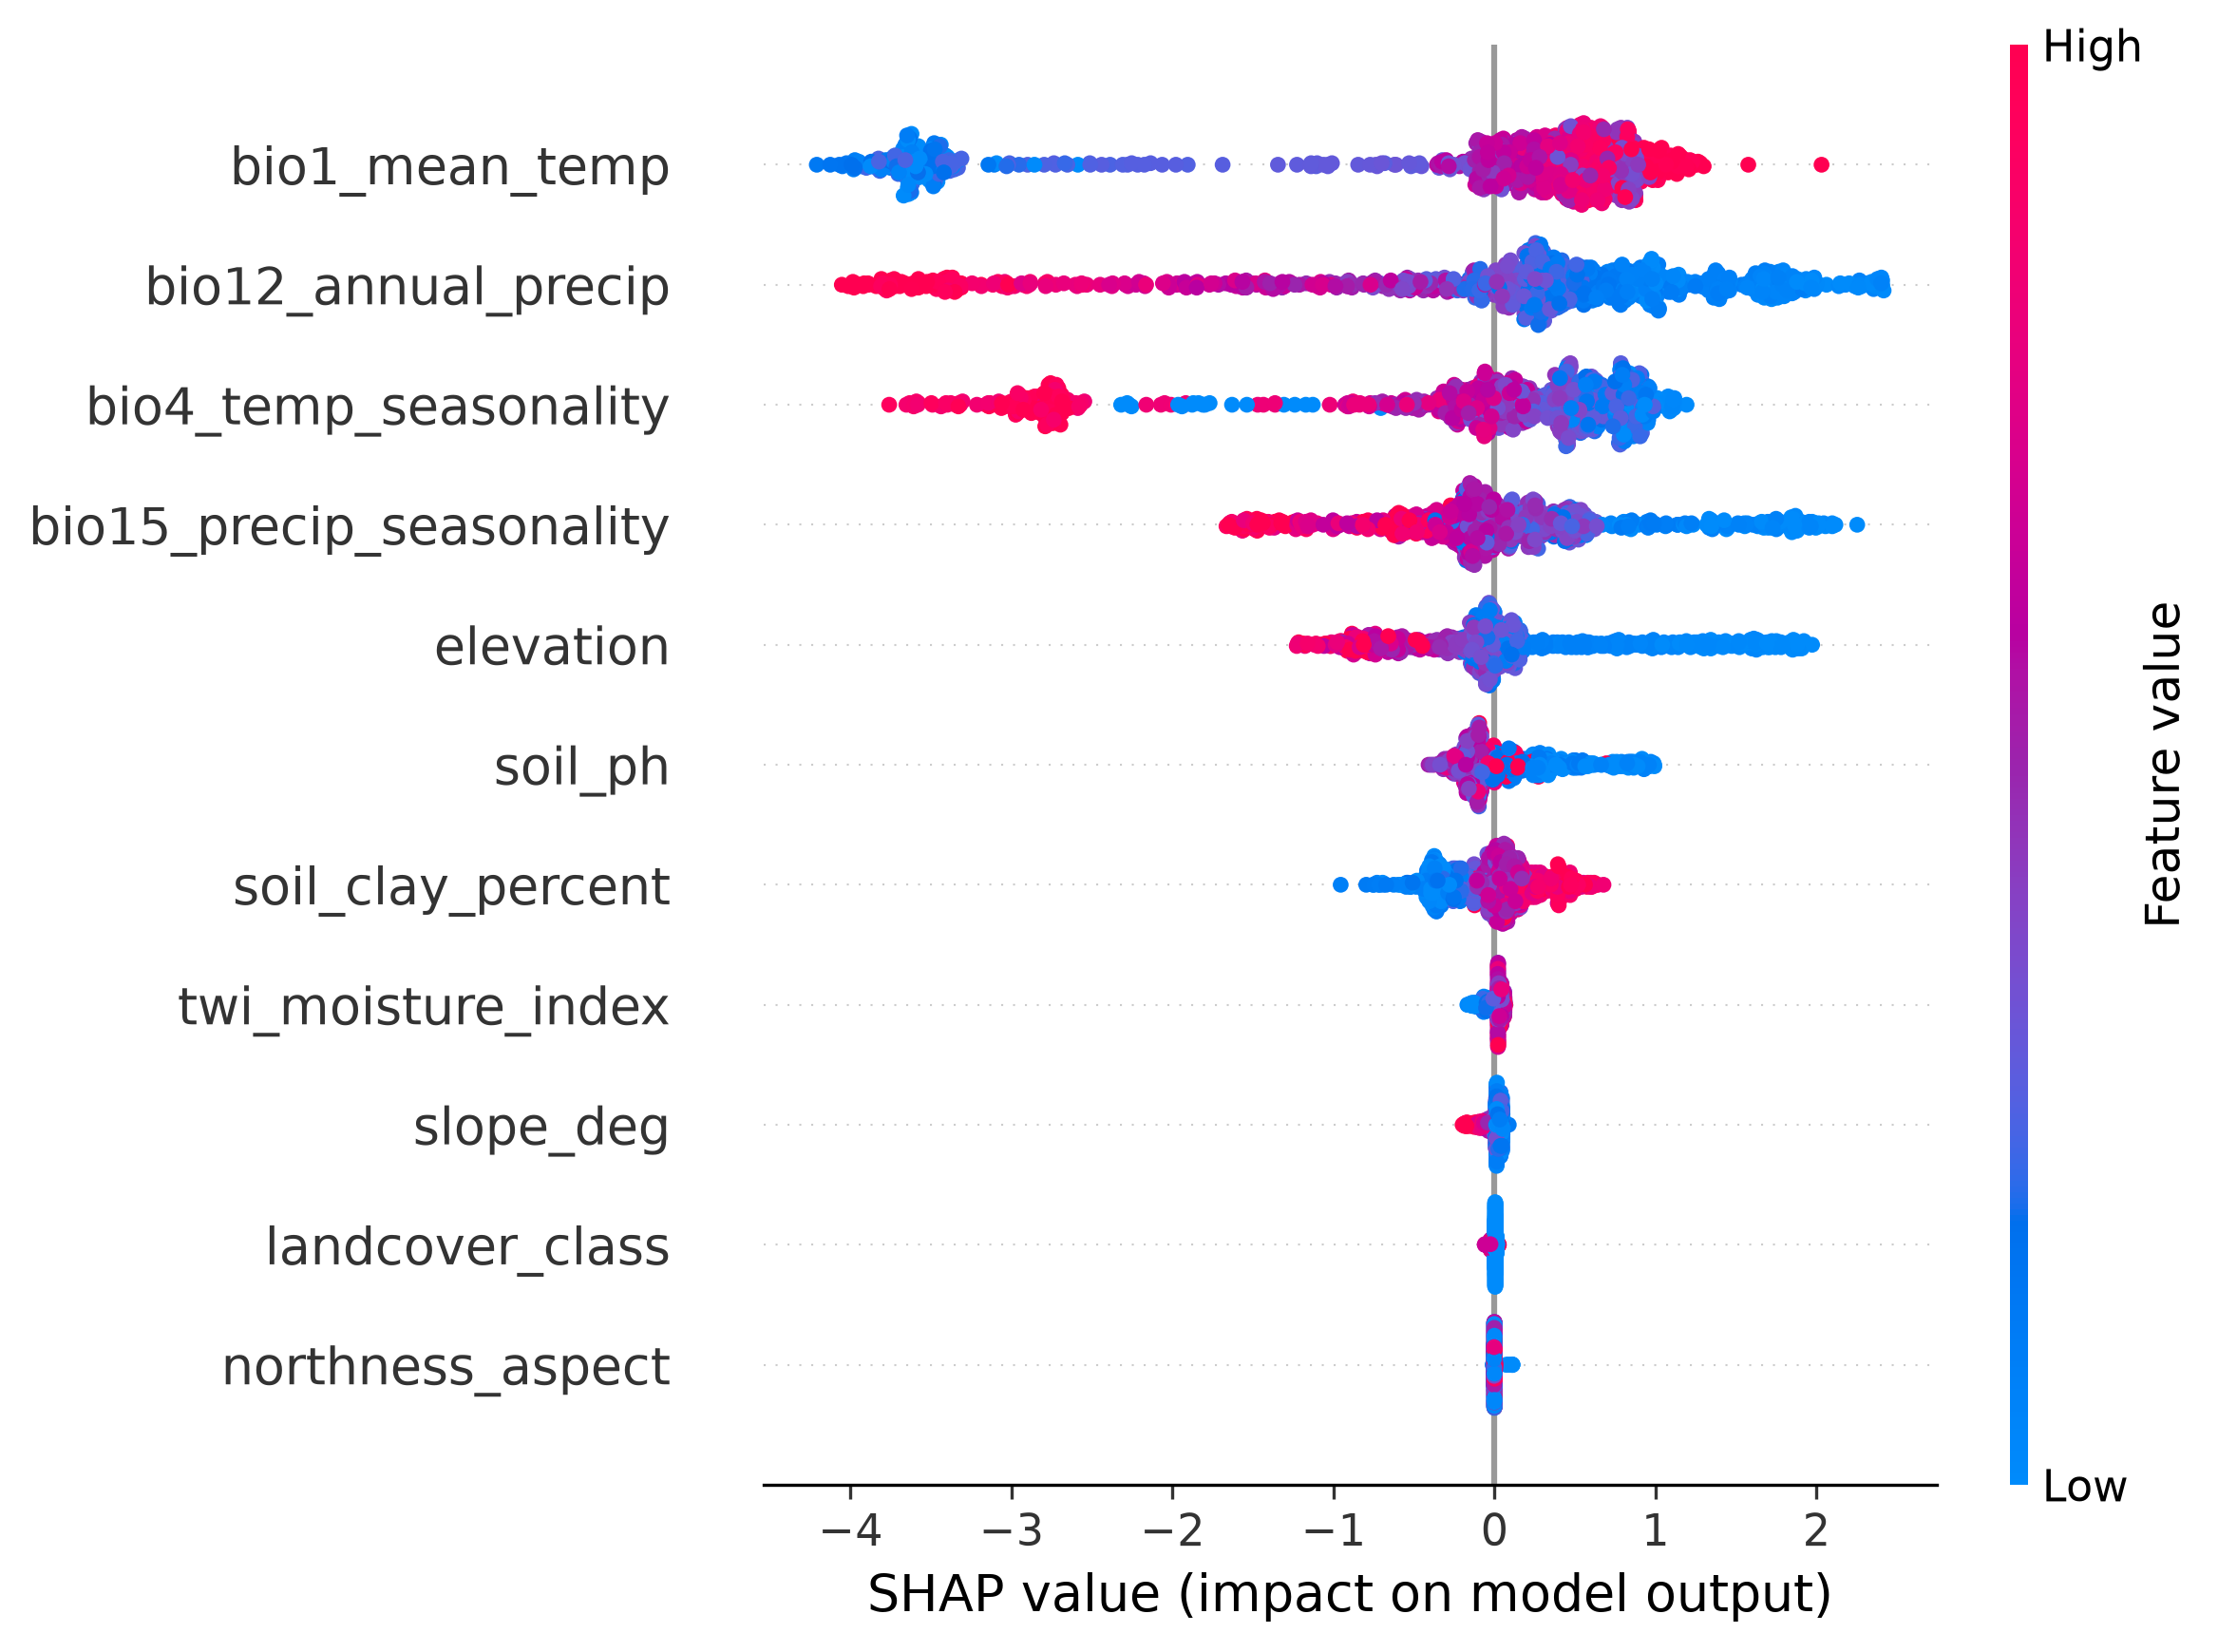 High
bio1_mean_temp
bio12_annual_precip
bio4_temp_seasonality
bio15_precip_seasonality
elevation
soil_ph
soil_clay_percent
twi_moisture_index
slope_deg
landcover_class
northness_aspect
Feature value
Low
−4 −3 −2 −1 0 1 2
SHAP value (impact on model output)